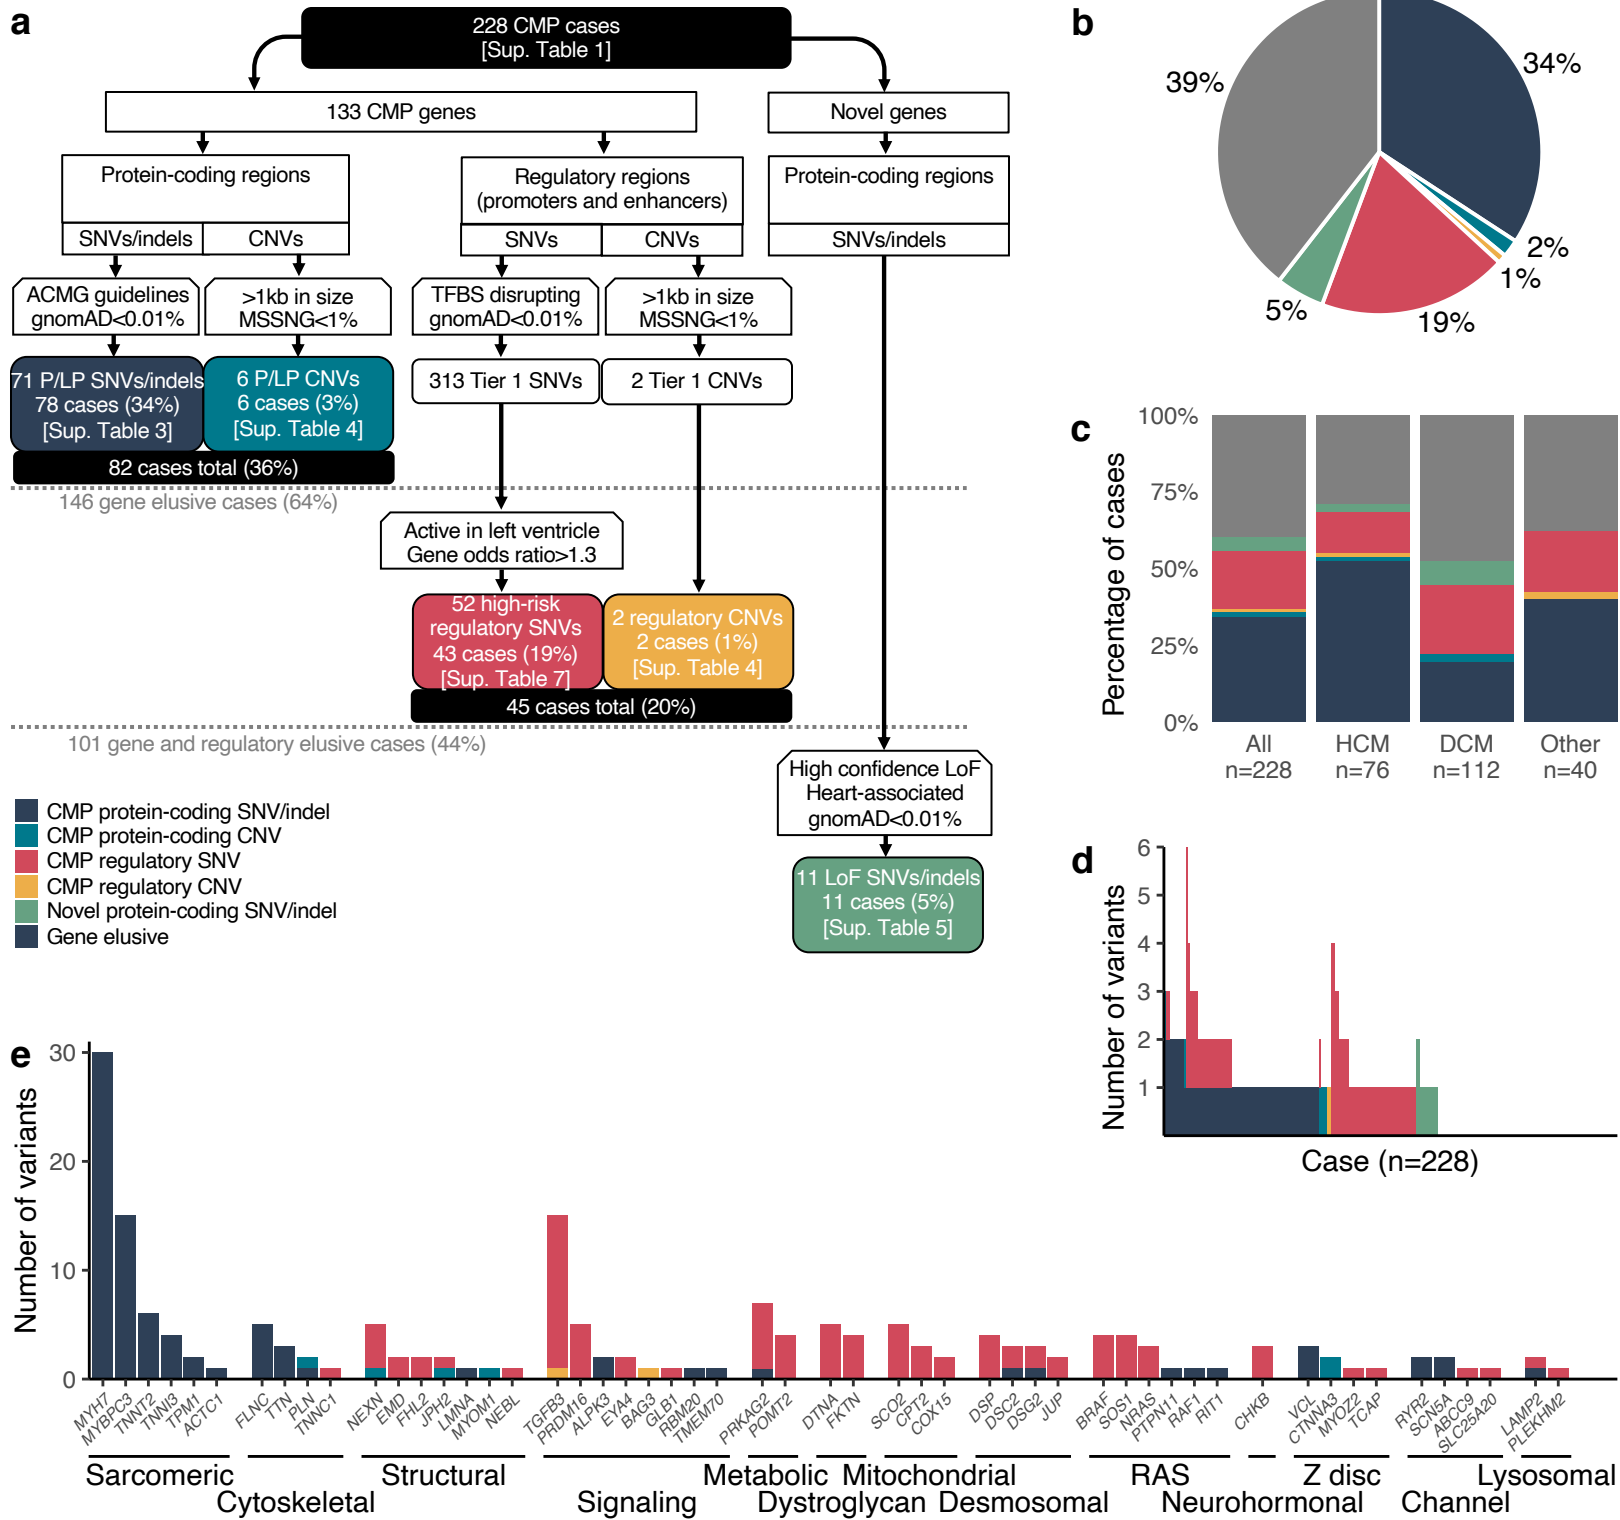 a
228 CMP cases
[Sup. Table 1]
133 CMP genes
Novel genes
Protein-coding regions
Regulatory regions
(promoters and enhancers)
Protein-coding regions
SNVs/indels
CNVs
SNVs
CNVs
SNVs/indels
ACMG guidelines
gnomAD<0.01%
>1kb in size
MSSNG<1%
TFBS disrupting
gnomAD<0.01%
>1kb in size
MSSNG<1%
71 P/LP SNVs/indels
78 cases (34%)
[Sup. Table 3]
6 P/LP CNVs
6 cases (3%)
[Sup. Table 4]
313 Tier 1 SNVs
2 Tier 1 CNVs
82 cases total (36%)
146 gene elusive cases (64%)
Active in left ventricle
Gene odds ratio>1.3
52 high-risk
regulatory SNVs
43 cases (19%)
[Sup. Table 7]
2 regulatory CNVs
2 cases (1%)
[Sup. Table 4]
45 cases total (20%)
101 gene and regulatory elusive cases (44%)
High confidence LoF
Heart-associated
gnomAD<0.01%
11 LoF SNVs/indels
11 cases (5%)
[Sup. Table 5]
CMP protein-coding SNV/indel
CMP protein-coding CNV
CMP regulatory SNV
CMP regulatory CNV
Novel protein-coding SNV/indel
Gene elusive
b
39%
34%
2%
1%
19%
5%
c
Percentage of cases
100%
75%
50%
25%
0%
All
n=228
HCM
n=76
DCM
n=112
Other
n=40
d
Number of variants
6
5
4
3
2
1
Case (n=228)
e
Number of variants
30
20
10
0
MYH7
MYBPC3
TNNT2
TNNI3
TPM1
ACTC1
FLNC
TTN
PLN
TNNC1
NEXN
EMD
FHL2
JPH2
LMNA
MYOM1
NEBL
TGFB3
PRDM16
ALPK3
EYA4
BAG3
GLB1
RBM20
TMEM70
PRKAG2
POMT2
DTNA
FKTN
SCO2
CPT2
COX15
DSP
DSC2
DSG2
JUP
BRAF
SOS1
NRAS
PTPN11
RAF1
RIT1
CHKB
VCL
CTNNA3
MYOZ2
TCAP
RYR2
SCN5A
ABCC9
SLC25A20
LAMP2
PLEKHM2
Sarcomeric
Cytoskeletal
Structural
Signaling
Metabolic
Dystroglycan
Mitochondrial
Desmosomal
RAS
Neurohormonal
Z disc
Channel
Lysosomal